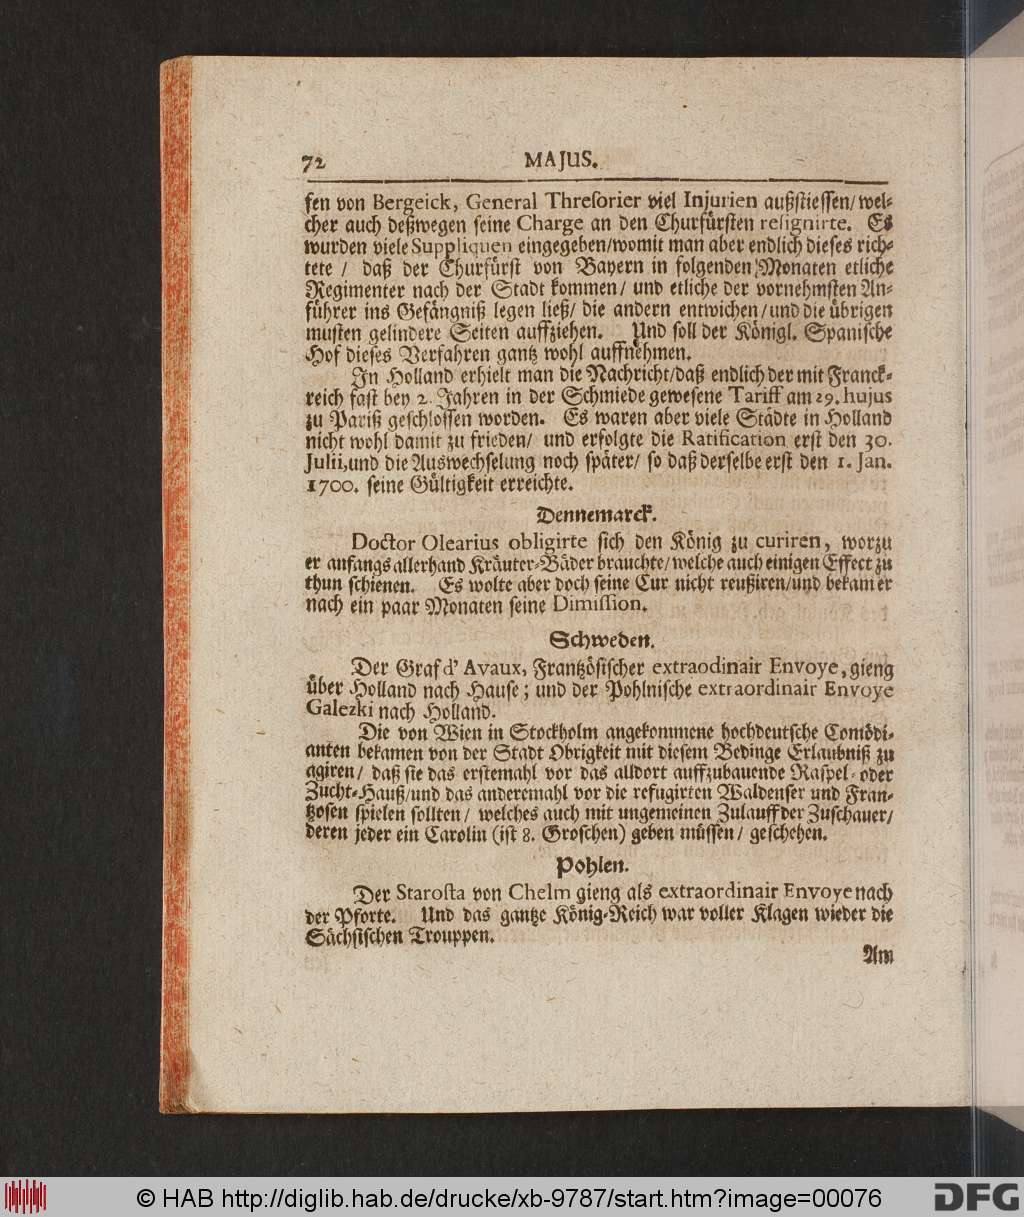 72 MAJUS.
sen von Bergeick, General Thresorier viel Injurien außstiessen/wel-
cher auch deßwegen seine Charge an den Churfürsten resignirte. Es
wurden viele Suppliquen eingegeben/womit man aber endlich dieses rich-
tete / daß der Churfürst von Bayern in folgenden Monaten etliche
Regimenter nach der Stadt kommen/ und etliche der vornehmsten An-
führer ins Gefängniß legen ließ/ die andern entwichen/und die übrigen
musten gelindere Seiten auffziehen. Und soll der Königl. Spanische
Hof dieses Verfahren gantz wohl auffnehmen.
In Holland erhielt man die Nachricht/daß endlich der mit Franck-
reich fast bey 2. Jahren in der Schmiede gewesene Tariff am 29. hujus
zu Pariß geschlossen worden. Es waren aber viele Städte in Holland
nicht wohl damit zu frieden/ und erfolgte die Ratification erst den 30.
Julii,und die Auswechselung noch später/ so daß derselbe erst den 1. Jan.
1700. seine Gültigkeit erreichte.
Dennemarck.
Doctor Olearius obligirte sich den König zu curiren, worzu
er anfangs allerhand Kräuter-Bäder brauchte/welche auch einigen Effect zu
thun schienen. Es wolte aber doch seine Cur nicht reußiren/und bekam er
nach ein paar Monaten seine Dimission.
Schweden.
Der Graf d' Avaux, Frantzösischer extraodinair Envoye, gieng
über Holland nach Hause; und der Pohlnische extraordinair Envoye
Galezki nach Holland.
Die von Wien in Stockholm angekommene hochdeutsche Comödi-
anten bekamen von der Stadt Obrigkeit mit diesem Bedinge Erlaubniß zu
agiren/ daß sie das erstemahl vor das alldort auffzubauende Raspel- oder
Zucht-Hauß/und das anderemahl vor die refugirten Waldenser und Fran-
tzosen spielen sollten/ welches auch mit ungemeinen Zulauff der Zuschauer/
deren jeder ein Carolin (ist 8. Groschen) geben müssen/ geschehen.
Pohlen.
Der Starosta von Chelm gieng als extraordinair Envoye nach
der Pforte. Und das gantze König-Reich war voller Klagen wieder die
Sächsischen Trouppen.
Am
© HAB http://diglib.hab.de/drucke/xb-9787/start.htm?image=00076
DFG